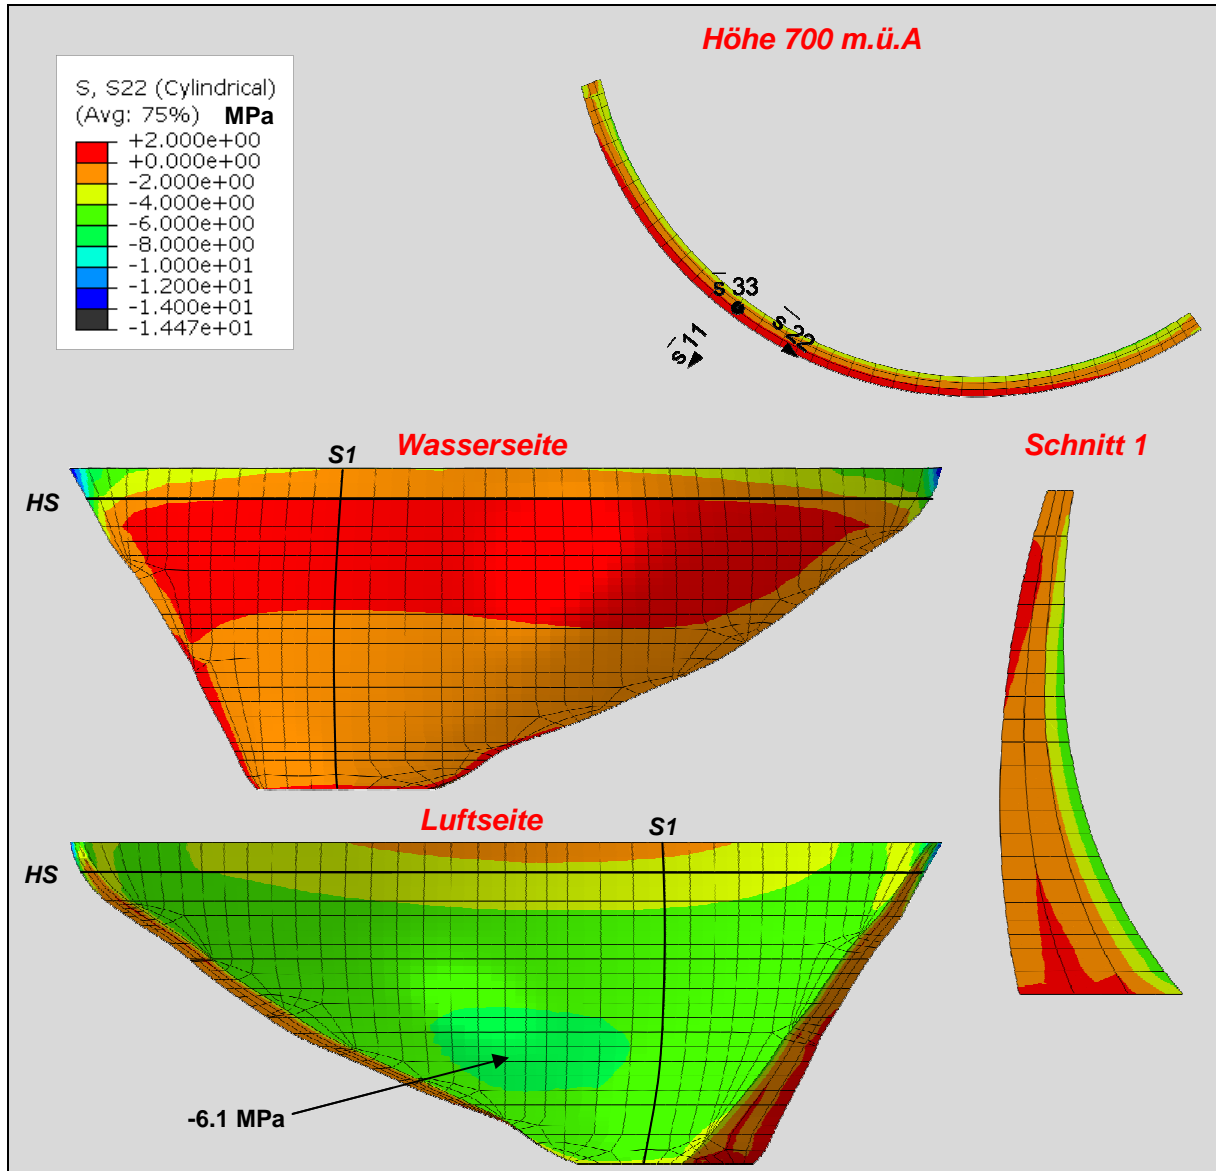 Höhe 700 m.ü.A
S, S22 (Cylindrical)
(Avg: 75%) MPa
+2.000e+00
+0.000e+00
-2.000e+00
-4.000e+00
-6.000e+00
-8.000e+00
-1.000e+01
-1.200e+01
-1.400e+01
-1.447e+01
s 33
s 22
s 11
Wasserseite
S1
Schnitt 1
HS
Luftseite
S1
HS
-6.1 MPa